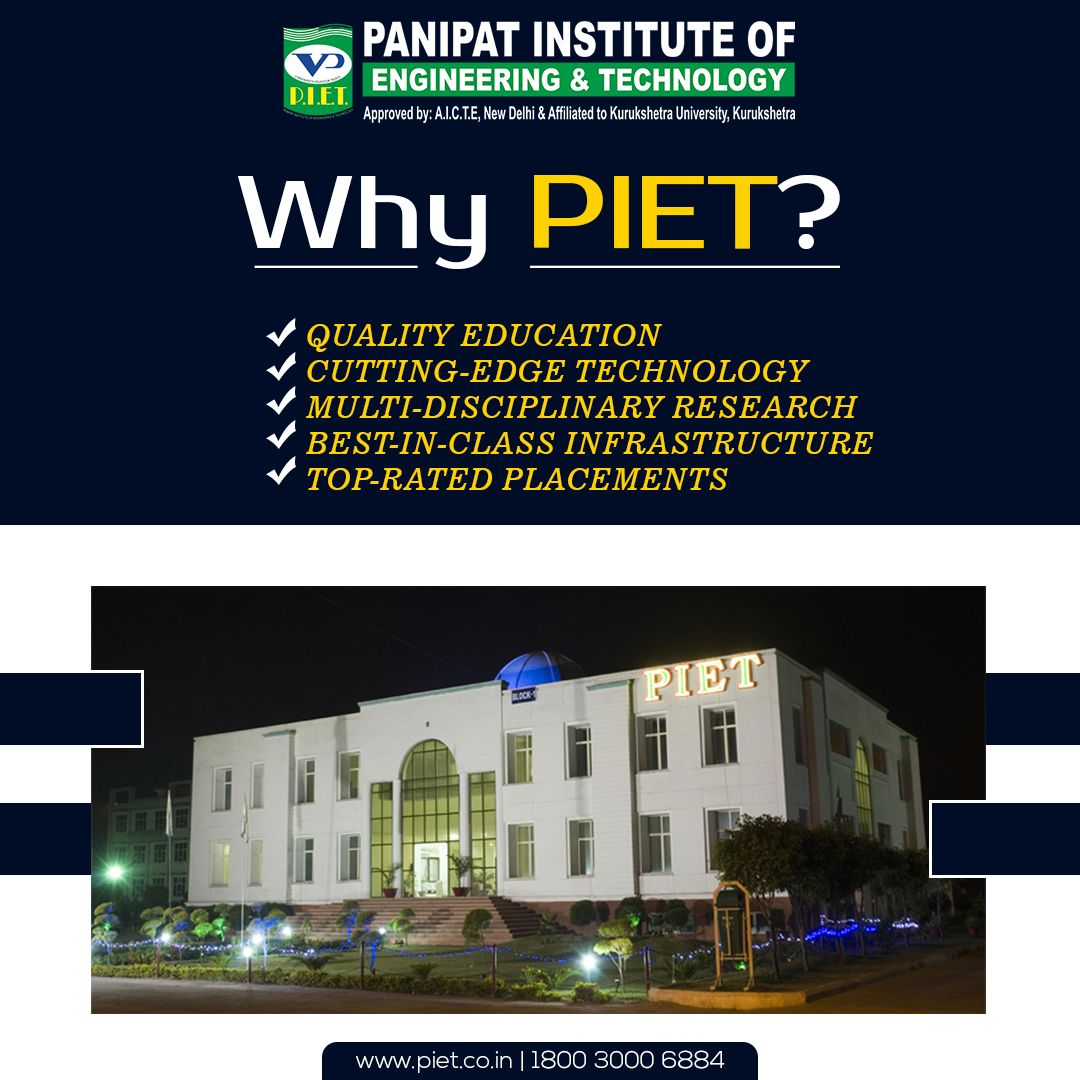 VP
P.I.E.T.
PANIPAT INSTITUTE OF
ENGINEERING & TECHNOLOGY
Approved by: A.I.C.T.E, New Delhi & Affiliated to Kurukshetra University, Kurukshetra
Why PIET?
QUALITY EDUCATION
CUTTING-EDGE TECHNOLOGY
MULTI-DISCIPLINARY RESEARCH
BEST-IN-CLASS INFRASTRUCTURE
TOP-RATED PLACEMENTS
PIET
BLOCK-1
www.piet.co.in | 1800 3000 6884